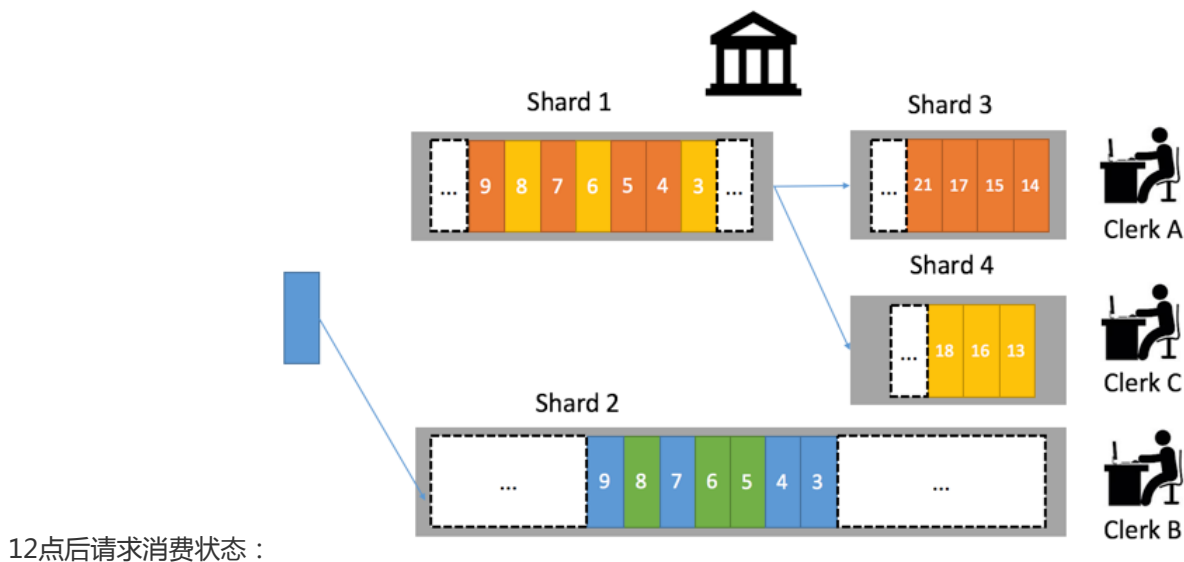 Shard 1
Shard 3
... 9 8 7 6 5 4 3 ...
... 21 17 15 14
Clerk A
Shard 4
... 18 16 13
Clerk C
Shard 2
... 9 8 7 6 5 4 3 ...
Clerk B
12点后请求消费状态：